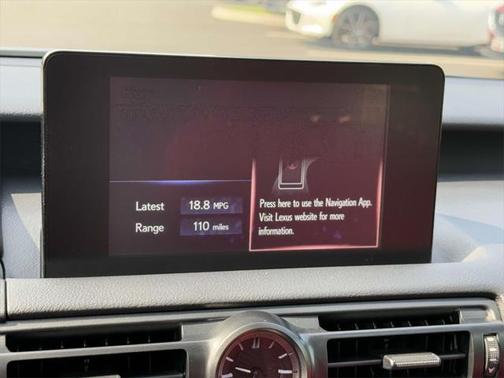 Latest 18.8 MPG
Range 110 miles
Press here to use the Navigation App.
Visit Lexus website for more
information.